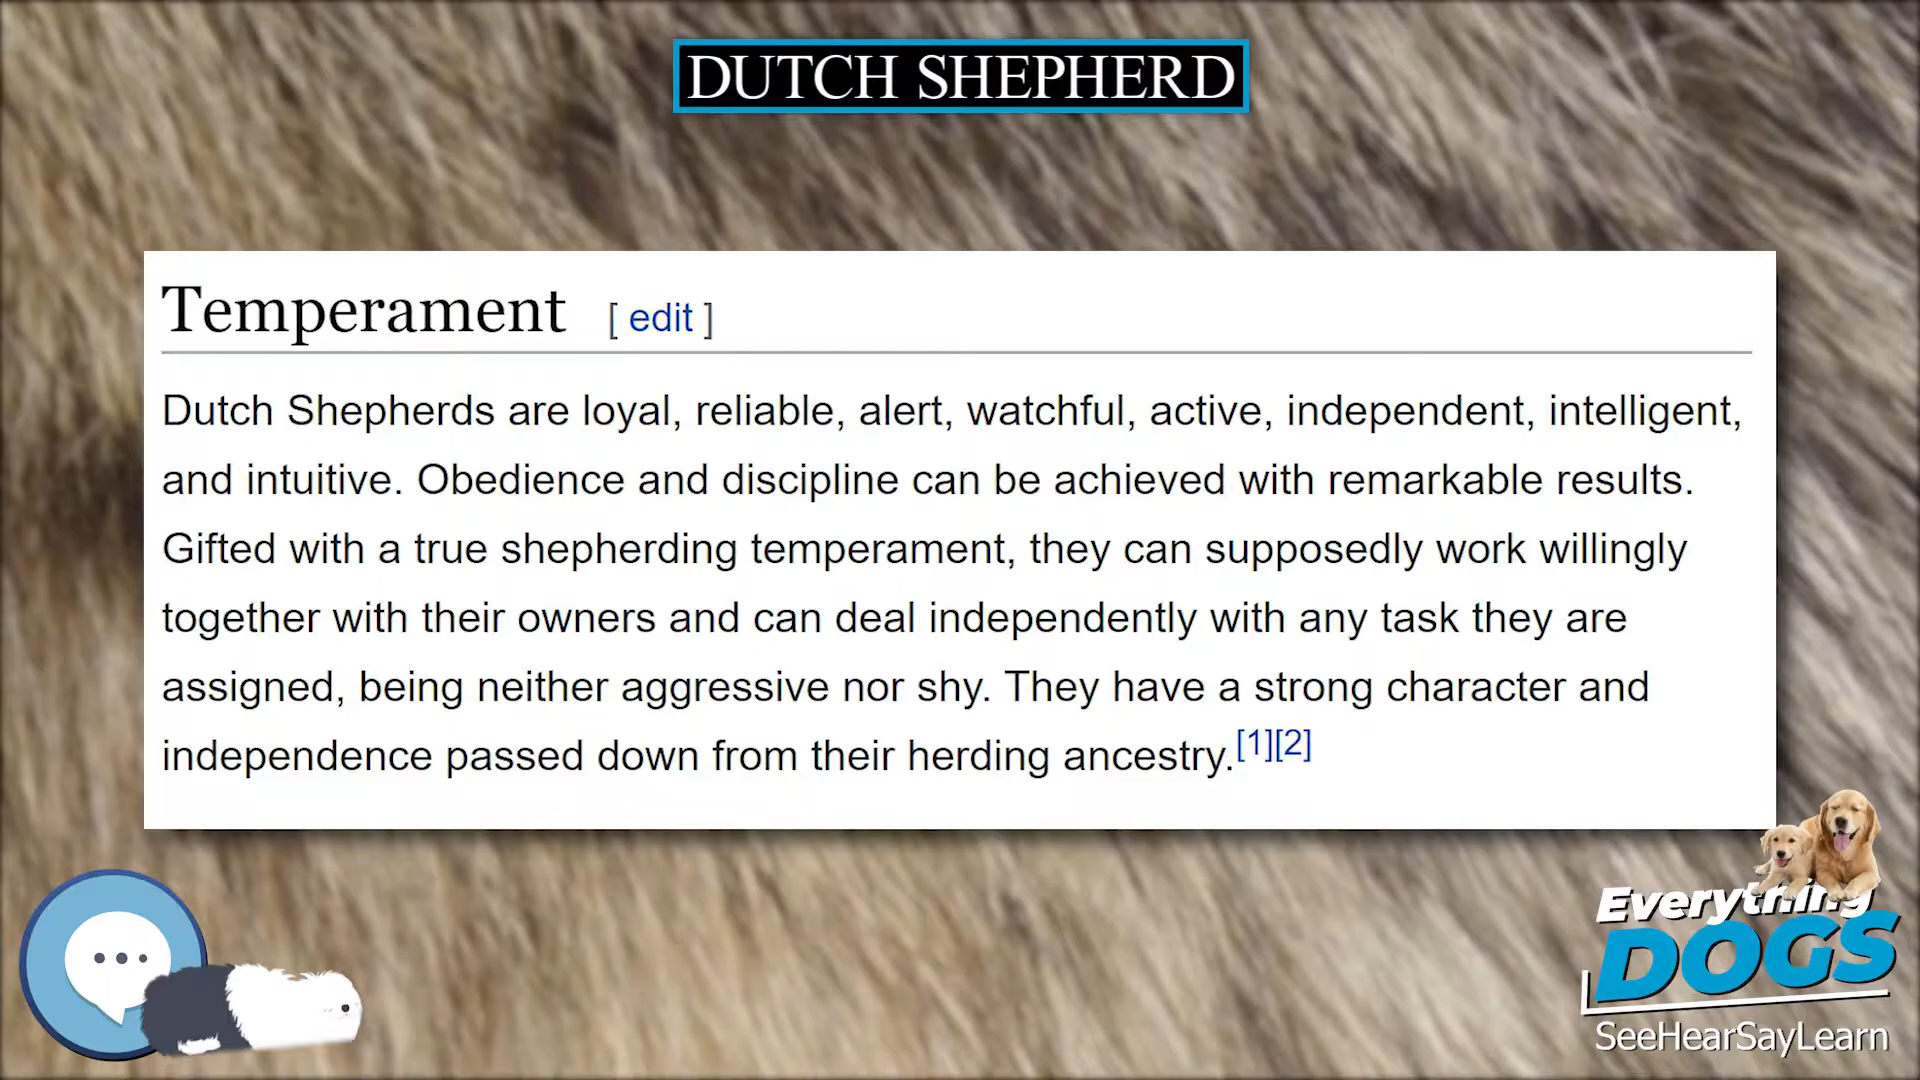 DUTCH SHEPHERD
Temperament [ edit ]
Dutch Shepherds are loyal, reliable, alert, watchful, active, independent, intelligent,
and intuitive. Obedience and discipline can be achieved with remarkable results.
Gifted with a true shepherding temperament, they can supposedly work willingly
together with their owners and can deal independently with any task they are
assigned, being neither aggressive nor shy. They have a strong character and
independence passed down from their herding ancestry.[1][2]
Everything
DOGS
SeeHearSayLearn